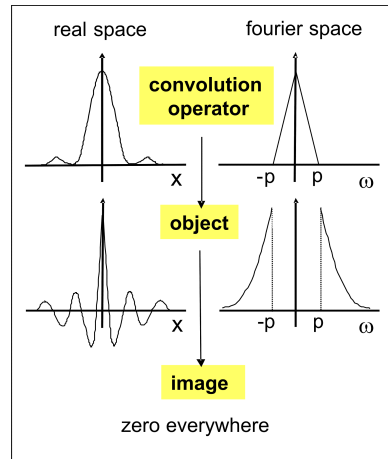 real space
fourier space
convolution
operator
x
-p
p
ω
object
x
-p
p
ω
image
zero everywhere